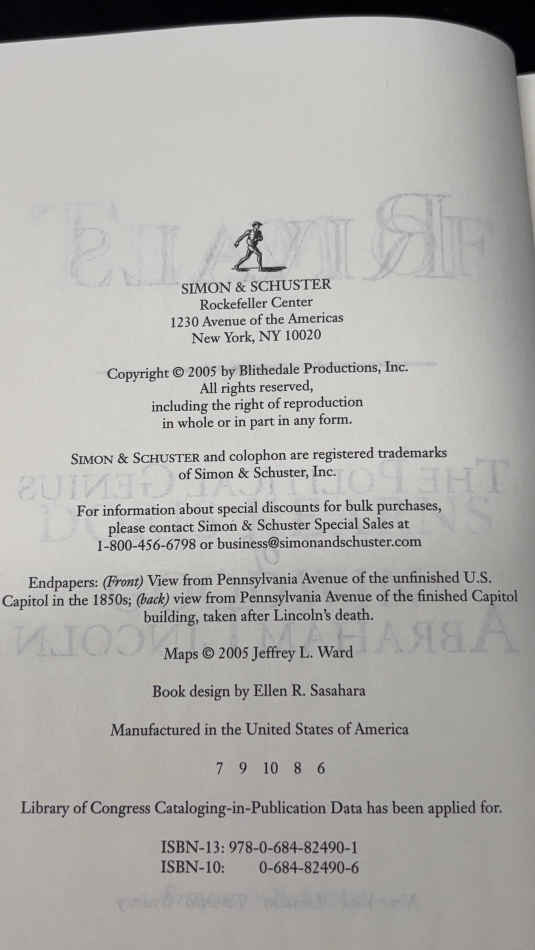 SIMON & SCHUSTER
Rockefeller Center
1230 Avenue of the Americas
New York, NY 10020
Copyright © 2005 by Blithedale Productions, Inc.
All rights reserved,
including the right of reproduction
in whole or in part in any form.
SIMON & SCHUSTER and colophon are registered trademarks
of Simon & Schuster, Inc.
For information about special discounts for bulk purchases,
please contact Simon & Schuster Special Sales at
1-800-456-6798 or business@simonandschuster.com
Endpapers: (Front) View from Pennsylvania Avenue of the unfinished U.S.
Capitol in the 1850s; (back) view from Pennsylvania Avenue of the finished Capitol
building, taken after Lincoln's death.
Maps © 2005 Jeffrey L. Ward
Book design by Ellen R. Sasahara
Manufactured in the United States of America
7 9 10 8 6
Library of Congress Cataloging-in-Publication Data has been applied for.
ISBN-13: 978-0-684-82490-1
ISBN-10: 0-684-82490-6